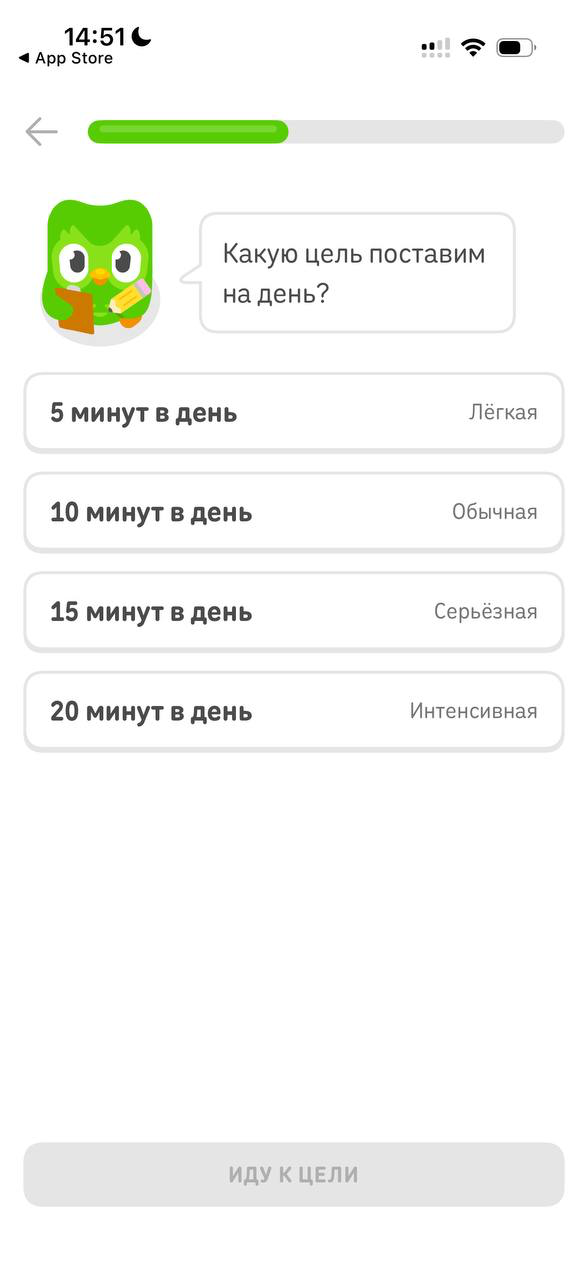 14:51
◀ App Store
Какую цель поставим
на день?
5 минут в день Лёгкая
10 минут в день Обычная
15 минут в день Серьёзная
20 минут в день Интенсивная
ИДУ К ЦЕЛИ